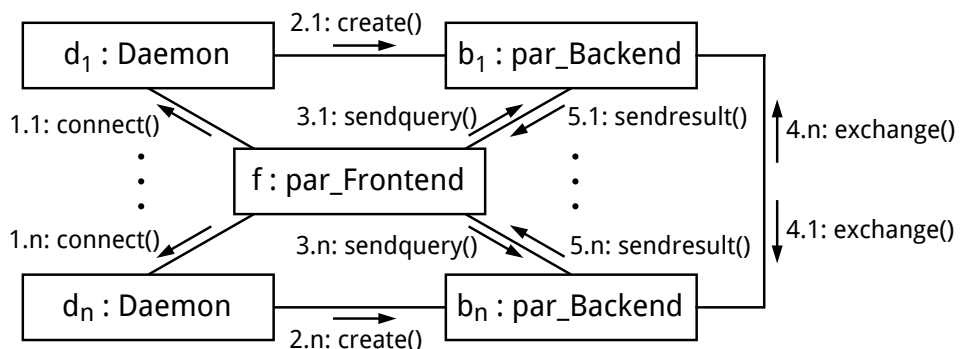 2.1: create()
d1 : Daemon
b1 : par_Backend
1.1: connect()
3.1: sendquery()
5.1: sendresult()
4.n: exchange()
f : par_Frontend
1.n: connect()
3.n: sendquery()
5.n: sendresult()
4.1: exchange()
dn : Daemon
bn : par_Backend
2.n: create()